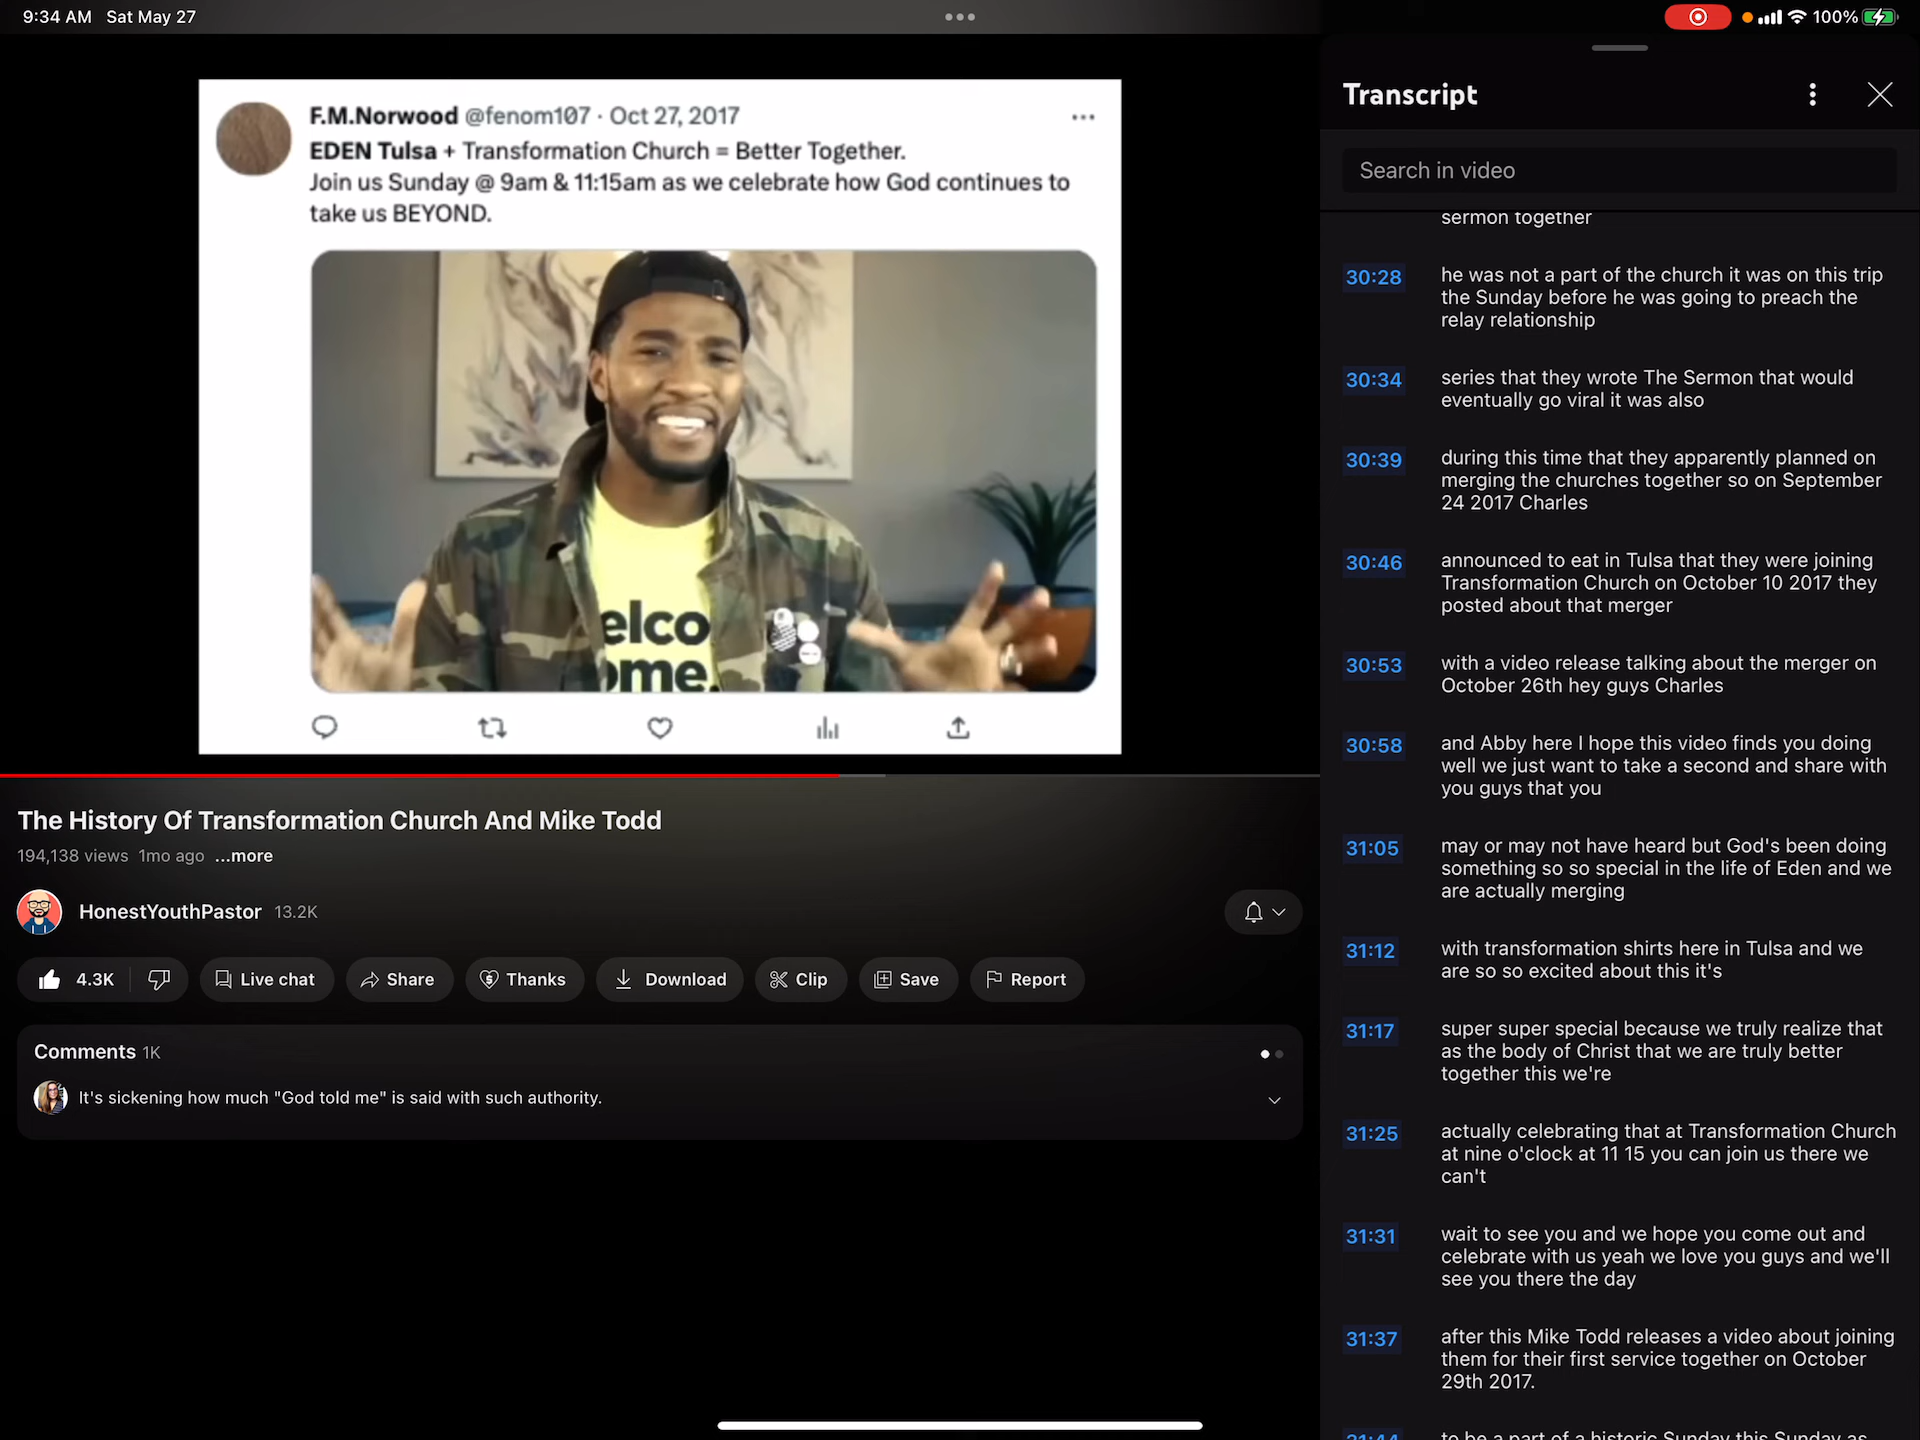 9:34 AM Sat May 27
100%
F.M.Norwood @fenom107 · Oct 27, 2017
EDEN Tulsa + Transformation Church = Better Together.
Join us Sunday @ 9am & 11:15am as we celebrate how God continues to
take us BEYOND.
elco
ome.
The History Of Transformation Church And Mike Todd
194,138 views 1mo ago ...more
HonestYouthPastor 13.2K
4.3K
Live chat
Share
Thanks
Download
Clip
Save
Report
Comments 1K
It's sickening how much "God told me" is said with such authority.
Transcript
Search in video
sermon together
30:28 he was not a part of the church it was on this trip
the Sunday before he was going to preach the
relay relationship
30:34 series that they wrote The Sermon that would
eventually go viral it was also
30:39 during this time that they apparently planned on
merging the churches together so on September
24 2017 Charles
30:46 announced to eat in Tulsa that they were joining
Transformation Church on October 10 2017 they
posted about that merger
30:53 with a video release talking about the merger on
October 26th hey guys Charles
30:58 and Abby here I hope this video finds you doing
well we just want to take a second and share with
you guys that you
31:05 may or may not have heard but God's been doing
something so so special in the life of Eden and we
are actually merging
31:12 with transformation shirts here in Tulsa and we
are so so excited about this it's
31:17 super super special because we truly realize that
as the body of Christ that we are truly better
together this we're
31:25 actually celebrating that at Transformation Church
at nine o'clock at 11 15 you can join us there we
can't
31:31 wait to see you and we hope you come out and
celebrate with us yeah we love you guys and we'll
see you there the day
31:37 after this Mike Todd releases a video about joining
them for their first service together on October
29th 2017.
31:44 to be a part of a historic Sunday this Sunday as